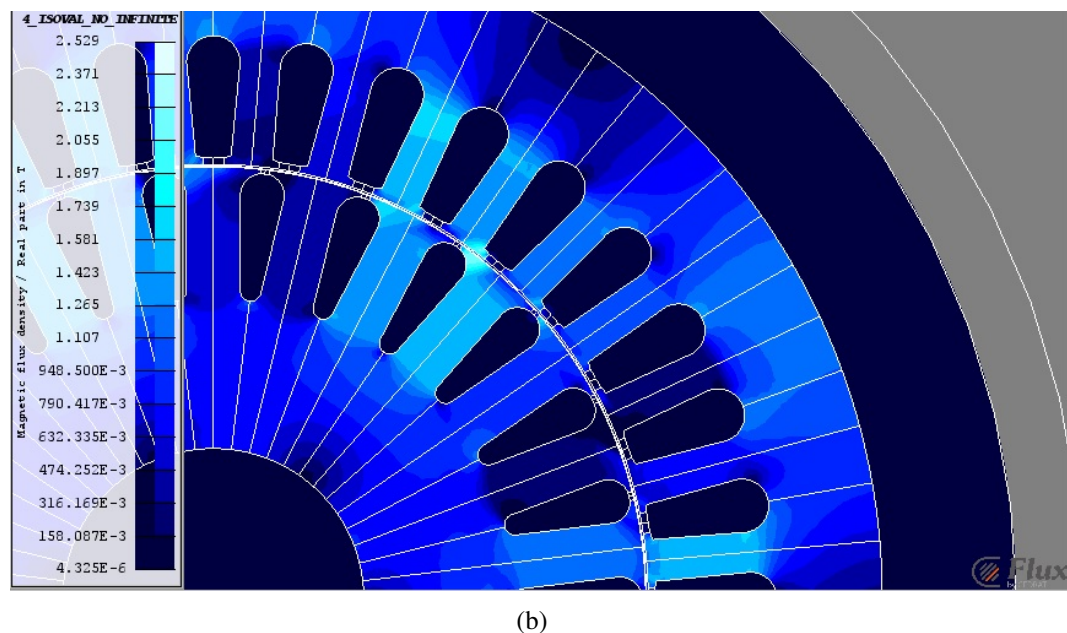 4_ISOVAL_NO_INFINITE
Magnetic flux density / Real part in T
2.529
2.371
2.213
2.055
1.897
1.739
1.581
1.423
1.265
1.107
948.500E-3
790.417E-3
632.335E-3
474.252E-3
316.169E-3
158.087E-3
4.325E-6
Flux
(b)